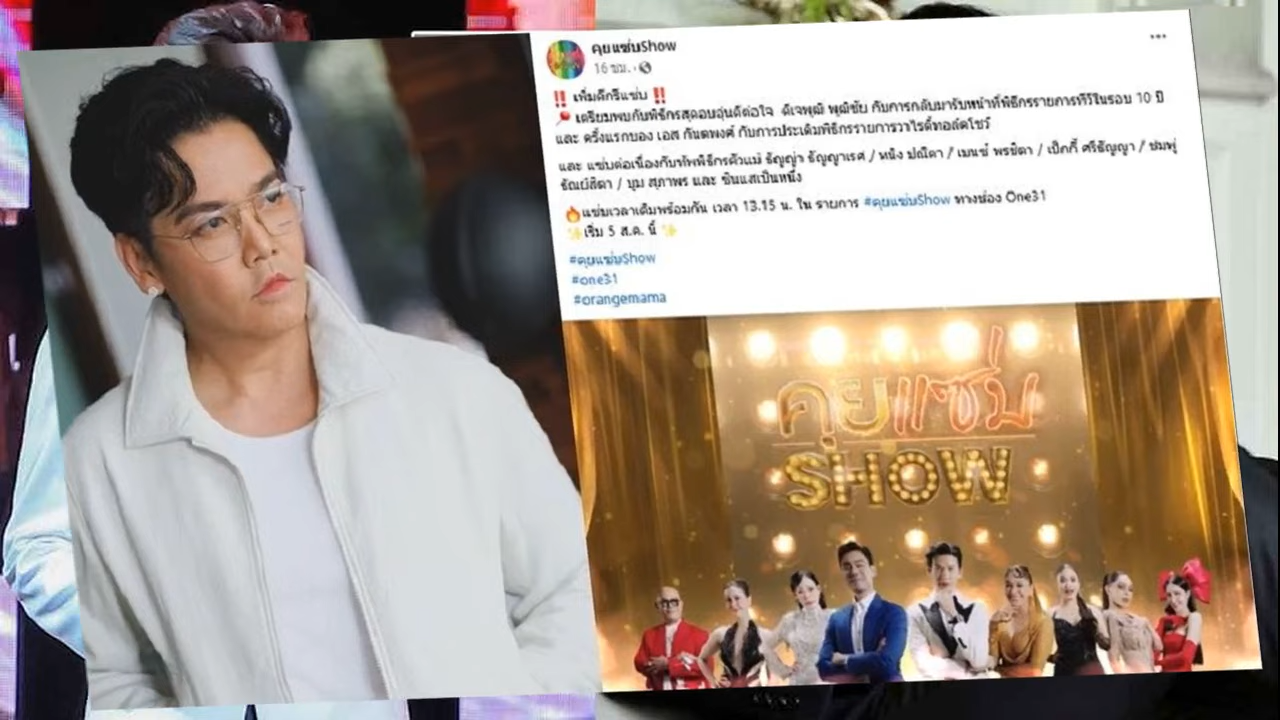 คุยแซ่บShow
16 ชม. ·
‼ เพิ่มดีกรีแซ่บ ‼
เตรียมพบกับพิธีกรสุดอบอุ่นดีต่อใจ ดีเจพุฒิ พุฒิชัย กับการกลับมารับหน้าที่พิธีกรรายการทีวีในรอบ 10 ปี
และ ครั้งแรกของ เอส กันตพงศ์ กับการประเดิมพิธีกรรายการวาไรตี้ทอล์คโชว์
และ แซ่บต่อเนื่องกับทัพพิธีกรตัวแม่ ธัญญ่า ธัญญาเรศ / หนิง ปณิตา / เมนซ์ พรชิตา / เป็กกี้ ศรีธัญญา / ชมพู่
ธัณย์สิตา / บุ๋ม สุภาพร และ ซินแสเป็นหนึ่ง
🔥แซ่บเวลาเดิมพร้อมกัน เวลา 13.15 น. ใน รายการ #คุยแซ่บShow ทางช่อง One31
✨เริ่ม 5 ส.ค. นี้ ✨
#คุยแซ่บShow
#one31
#orangemama
คุยแซ่บ
SHOW